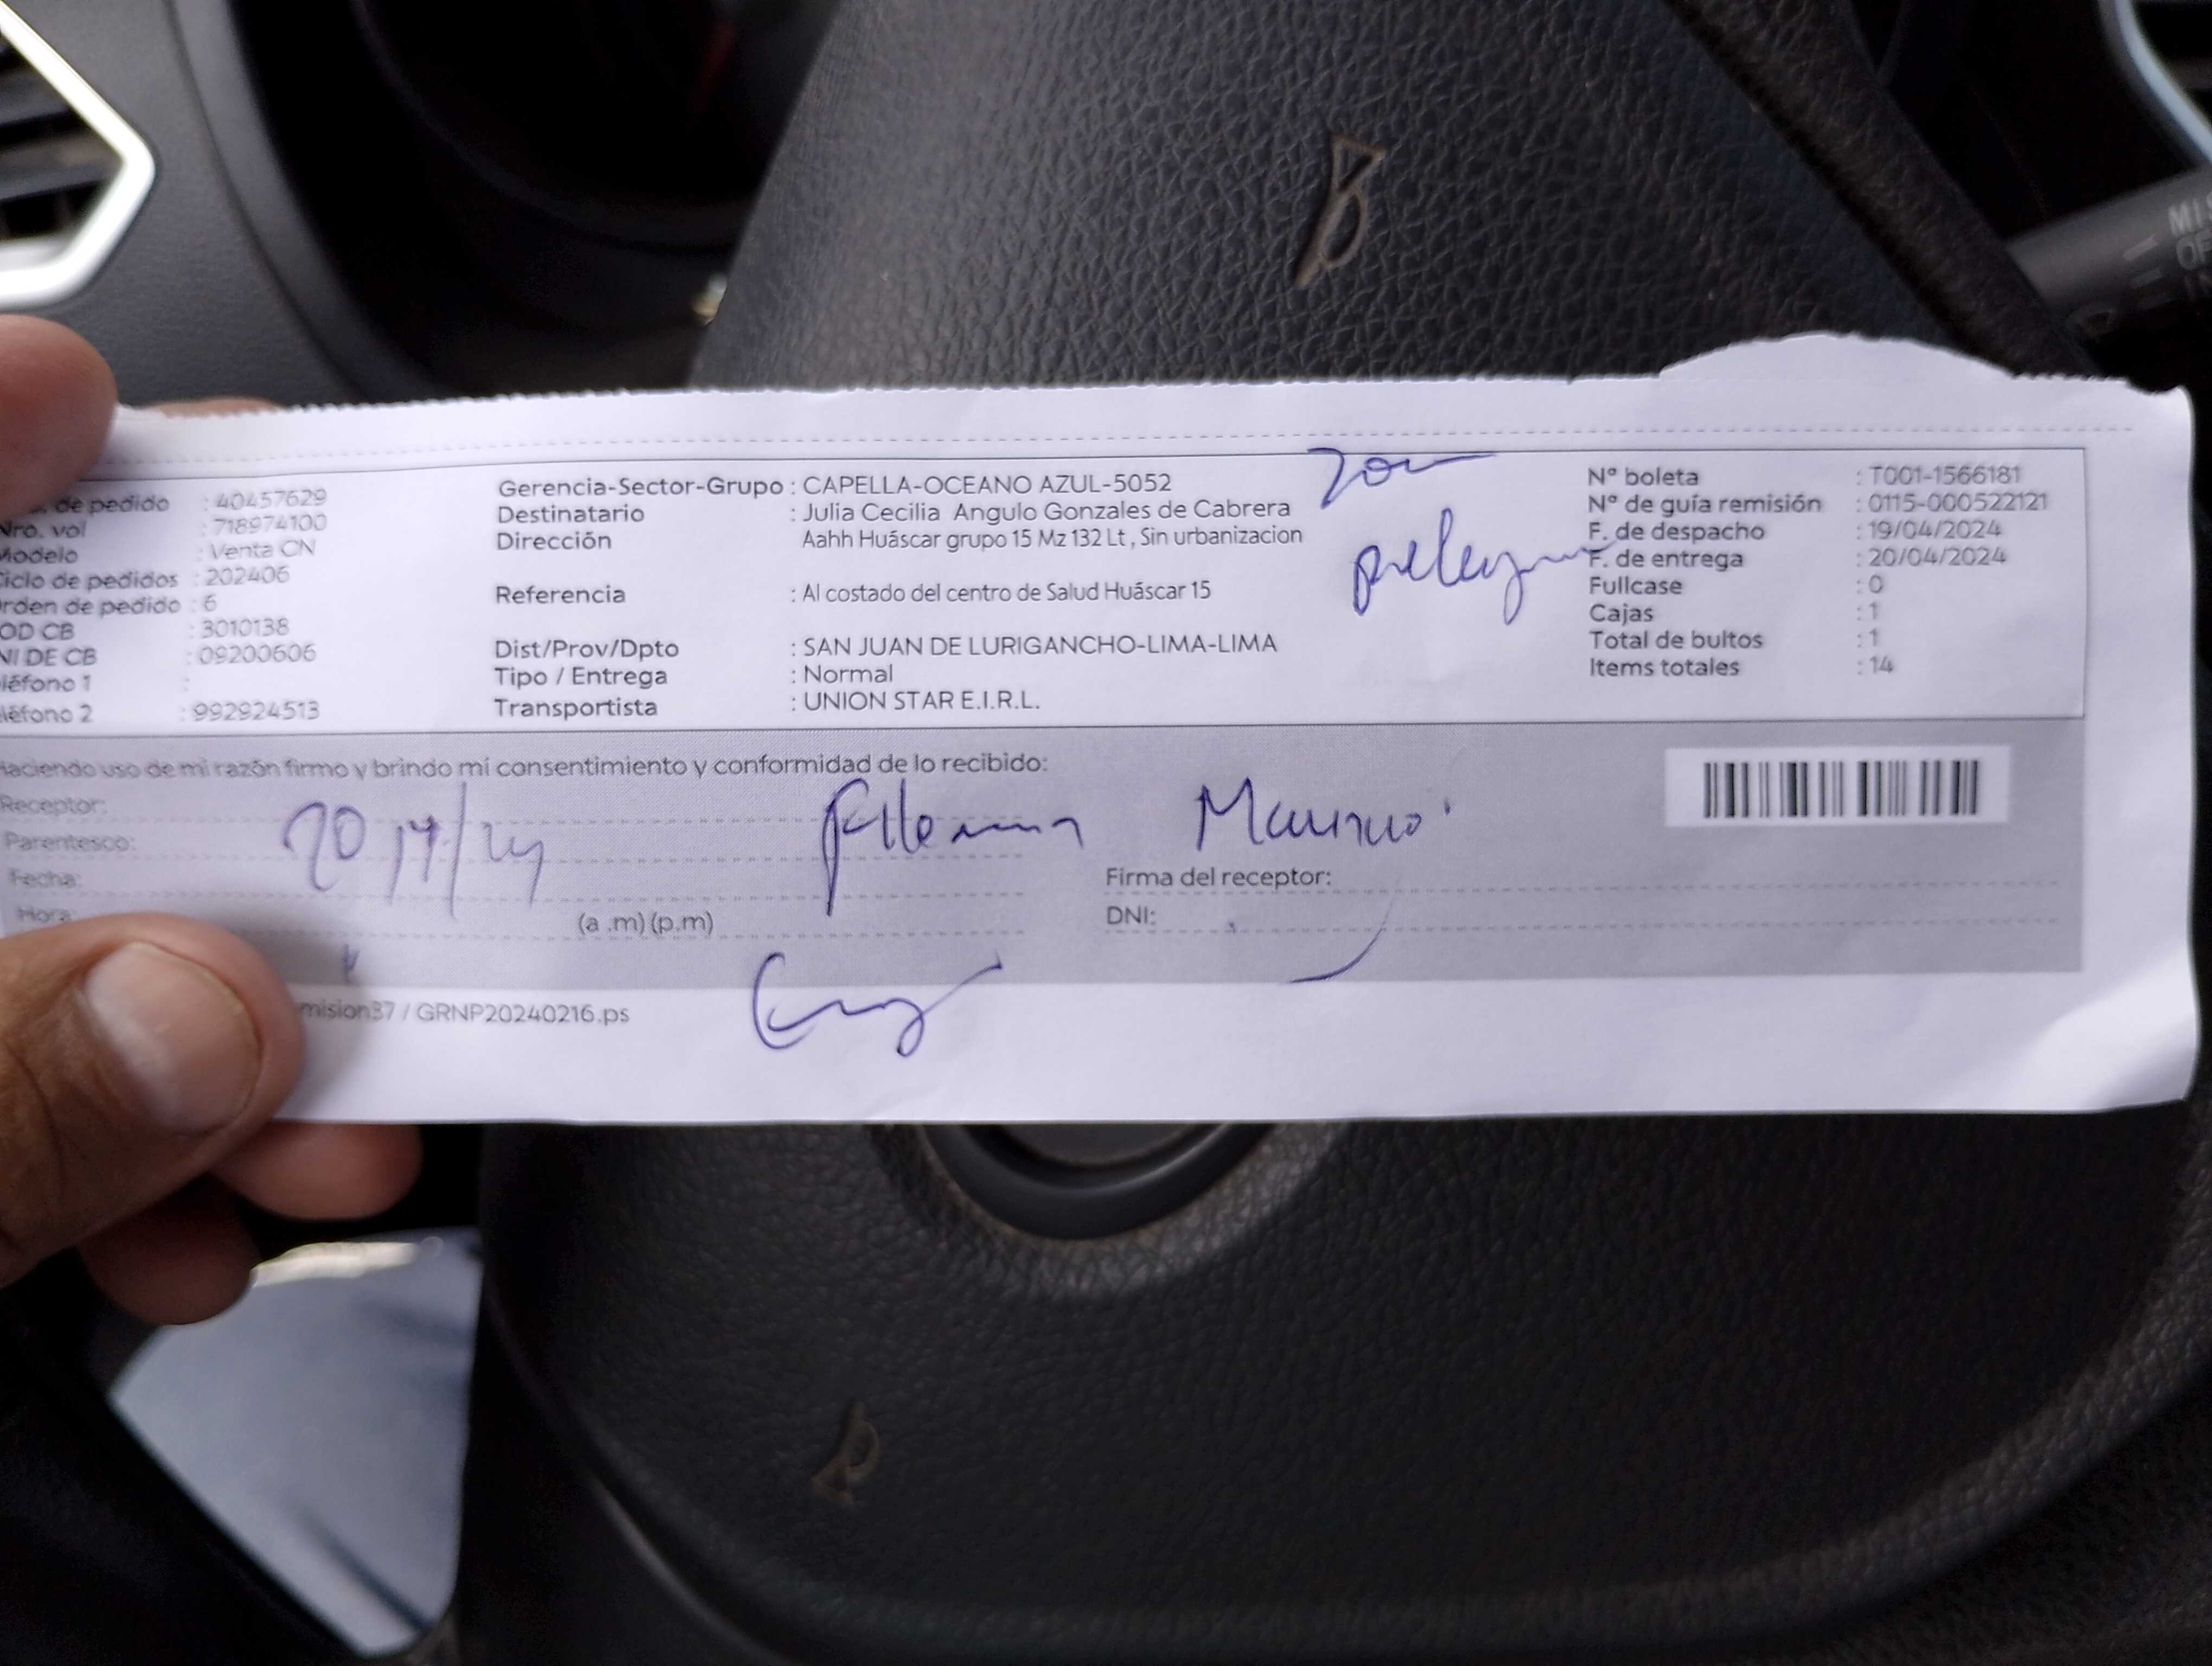 de pedido : 40457629
Nro. vol : 718974100
Modelo : Venta CN
Ciclo de pedidos : 202406
rden de pedido : 6
OD CB : 3010138
NI DE CB : 09200606
léfono 1 :
léfono 2 : 992924513
Gerencia-Sector-Grupo : CAPELLA-OCEANO AZUL-5052
Destinatario : Julia Cecilia Angulo Gonzales de Cabrera
Dirección Aahh Huáscar grupo 15 Mz 132 Lt , Sin urbanizacion
Referencia : Al costado del centro de Salud Huáscar 15
Dist/Prov/Dpto : SAN JUAN DE LURIGANCHO-LIMA-LIMA
Tipo / Entrega : Normal
Transportista : UNION STAR E.I.R.L.
Nº boleta : T001-1566181
Nº de guía remisión : 0115-000522121
F. de despacho : 19/04/2024
F. de entrega : 20/04/2024
Fullcase : 0
Cajas : 1
Total de bultos : 1
Items totales : 14
Haciendo uso de mi razón firmo y brindo mi consentimiento y conformidad de lo recibido:
Receptor:
Parentesco:
Fecha:
Hora: (a .m) (p.m)
Firma del receptor:
DNI:
mision37 / GRNP20240216.ps